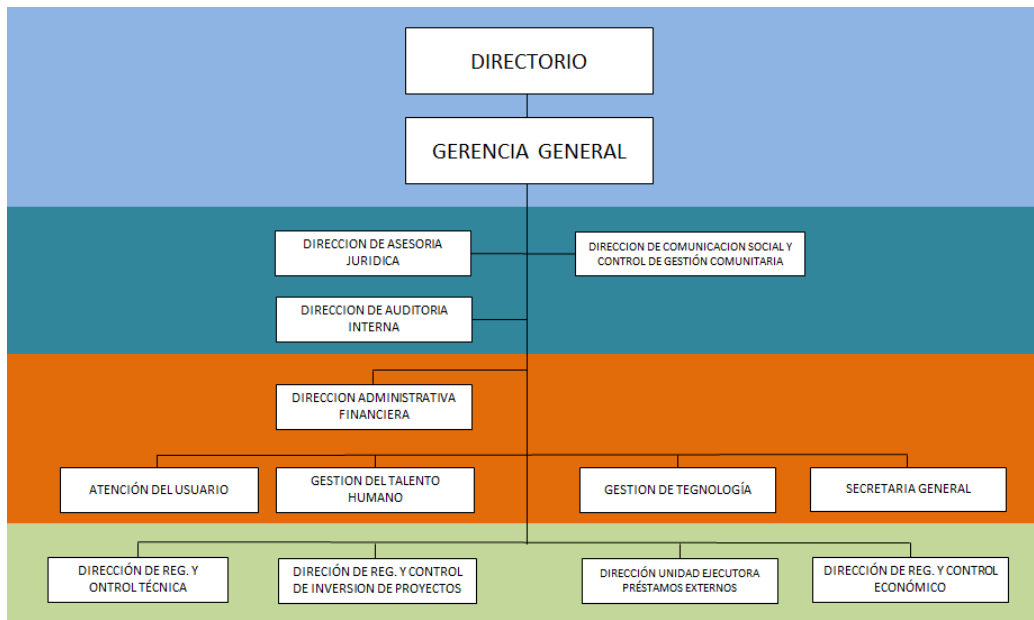 DIRECTORIO
GERENCIA GENERAL
DIRECCION DE ASESORIA
JURIDICA
DIRECCION DE COMUNICACION SOCIAL Y
CONTROL DE GESTIÓN COMUNITARIA
DIRECCION DE AUDITORIA
INTERNA
DIRECCION ADMINISTRATIVA
FINANCIERA
ATENCIÓN DEL USUARIO
GESTION DEL TALENTO
HUMANO
GESTION DE TEGNOLOGÍA
SECRETARIA GENERAL
DIRECCIÓN DE REG. Y
ONTROL TÉCNICA
DIRECIÓN DE REG. Y CONTROL
DE INVERSION DE PROYECTOS
DIRECCIÓN UNIDAD EJECUTORA
PRÉSTAMOS EXTERNOS
DIRECCIÓN DE REG. Y CONTROL
ECONÓMICO